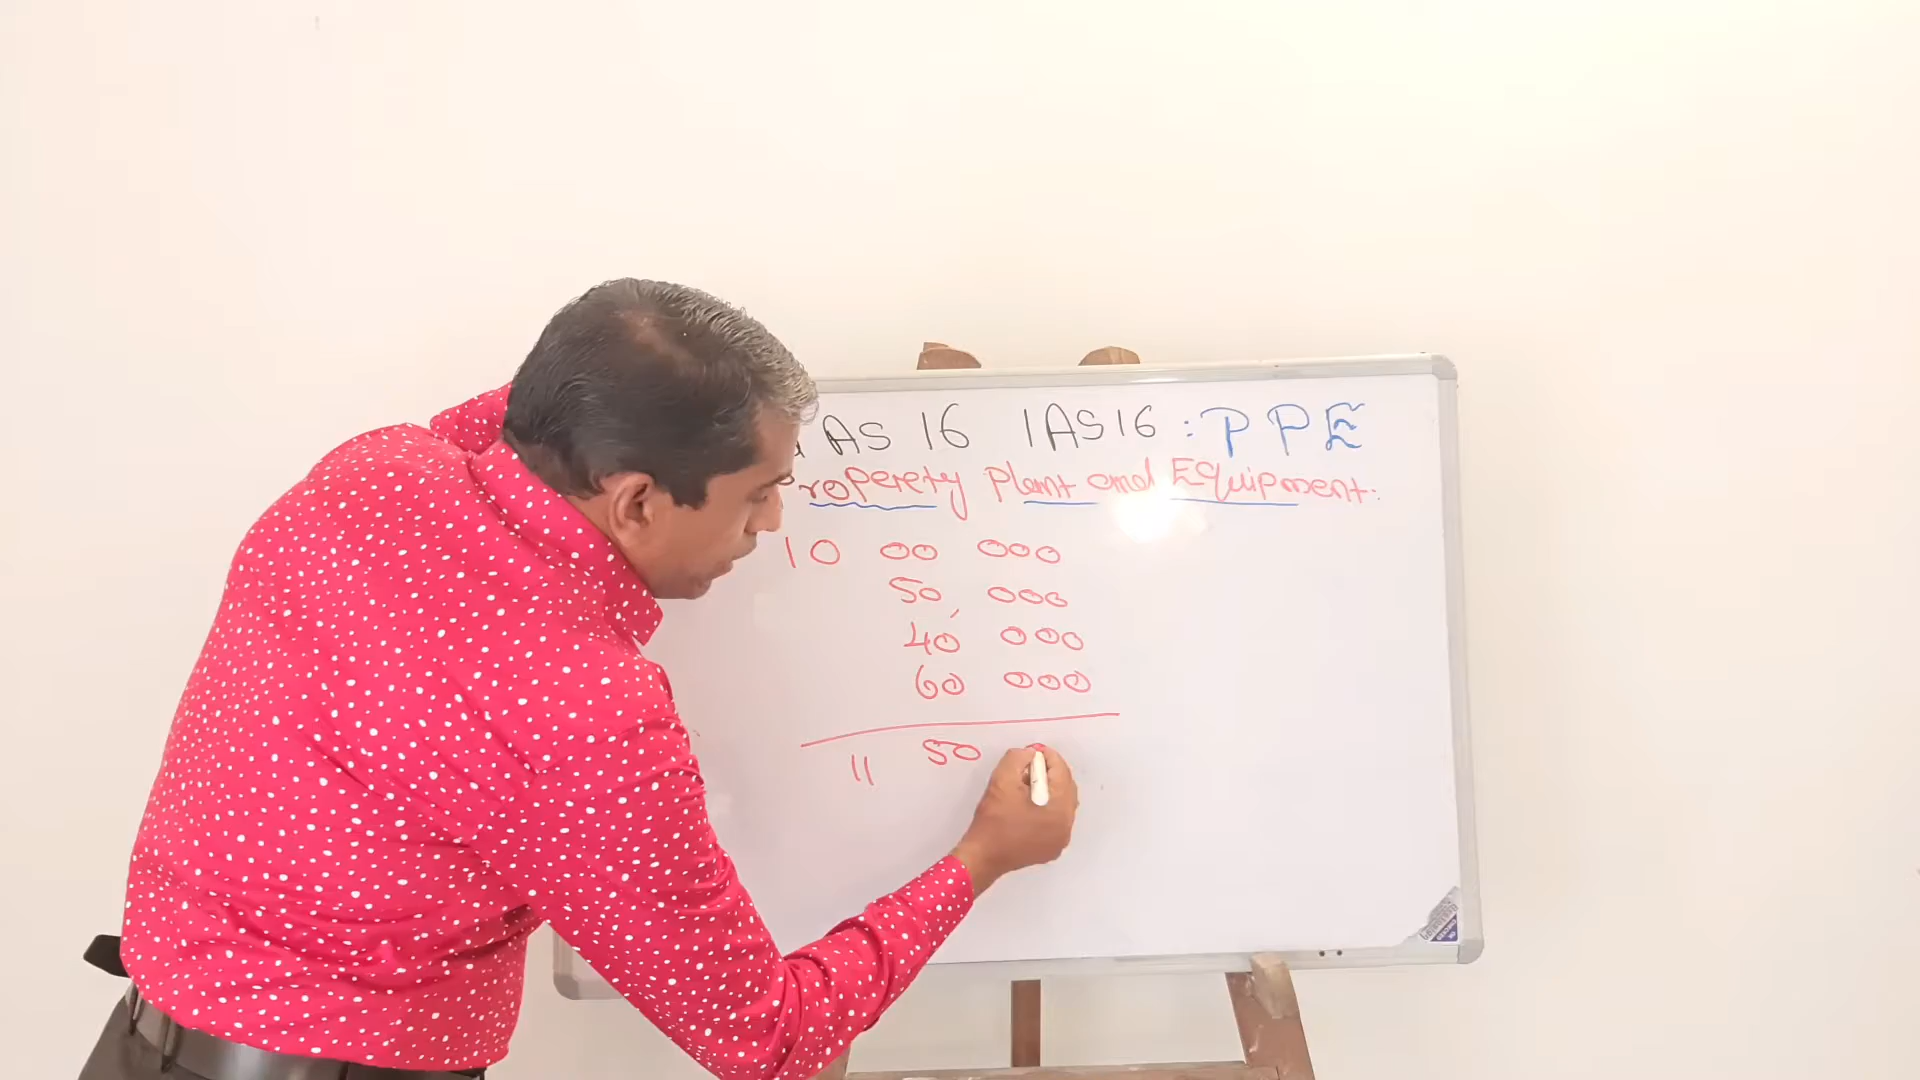 AS 16 IAS 16 : PPE
Properety Plant and Equipment.
10 00 000
50, 000
40 000
60 000
11 50